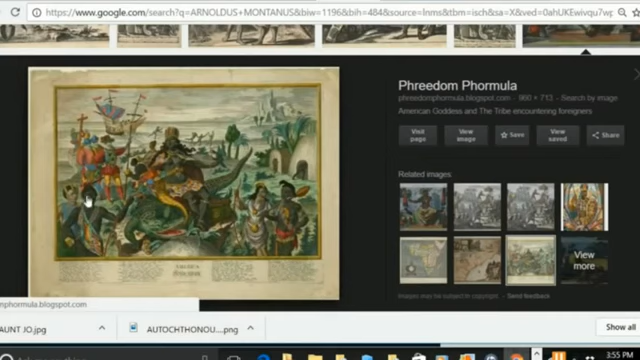 https://www.google.com/search?q=ARNOLDUS+MONTANUS&biw=1196&bih=484&source=lnms&tbm=isch&sa=X&ved=0ahUKEwivqu7wp
Phreedom Phormula
phreedomphormula.blogspot.com - 960 × 713 - Search by image
American Goddess and The Tribe encountering foreigners
Visit page
View image
Save
View saved
Share
Related images:
View more
Images may be subject to copyright. - Send feedback
mphormula.blogspot.com
AUNT JO.jpg
AUTOCHTHONOU....png
Show all
3:55 PM